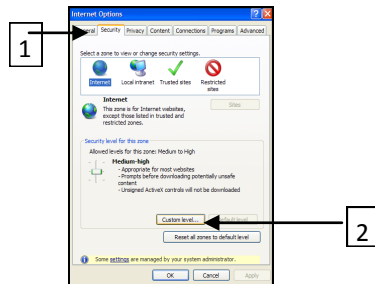 Internet Options
1
Security Privacy Content Connections Programs Advanced
Select a zone to view or change security settings.
Internet Local intranet Trusted sites Restricted sites
Sites
Internet
This zone is for Internet websites,
except those listed in trusted and
restricted zones.
Security level for this zone
Allowed levels for this zone: Medium to High
Medium-high
- Appropriate for most websites
- Prompts before downloading potentially unsafe
content
- Unsigned ActiveX controls will not be downloaded
Custom level...
2
Reset all zones to default level
Some settings are managed by your system administrator.
OK Cancel Apply